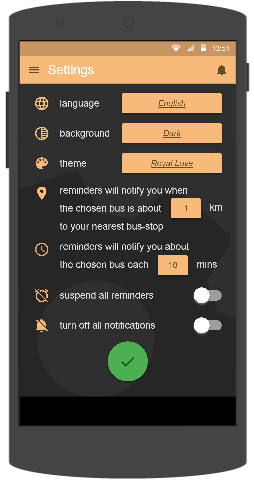 13:51
Settings
language English
background Dark
theme Royal Love
reminders will notify you when
the chosen bus is about 1 km
to your nearest bus-stop
reminders will notify you about
the chosen bus each 10 mins
suspend all reminders
turn off all notifications